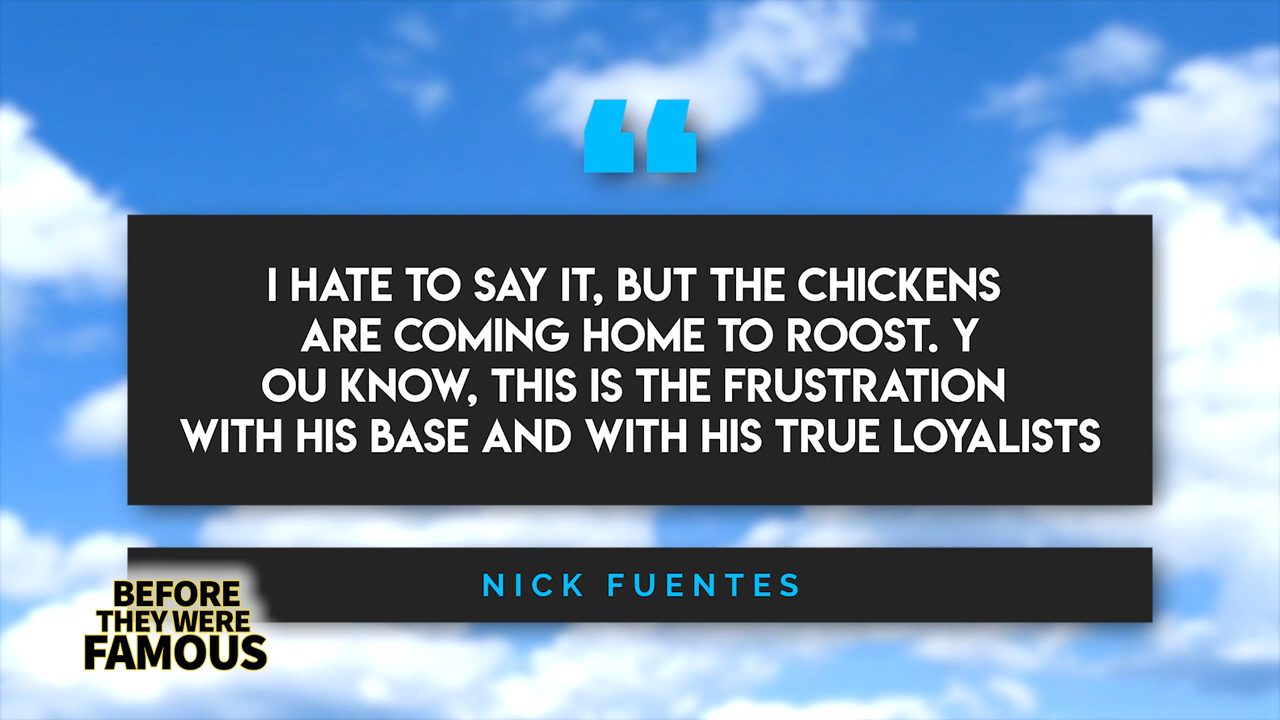 “
I HATE TO SAY IT, BUT THE CHICKENS
ARE COMING HOME TO ROOST. Y
OU KNOW, THIS IS THE FRUSTRATION
WITH HIS BASE AND WITH HIS TRUE LOYALISTS
NICK FUENTES
BEFORE
THEY WERE
FAMOUS